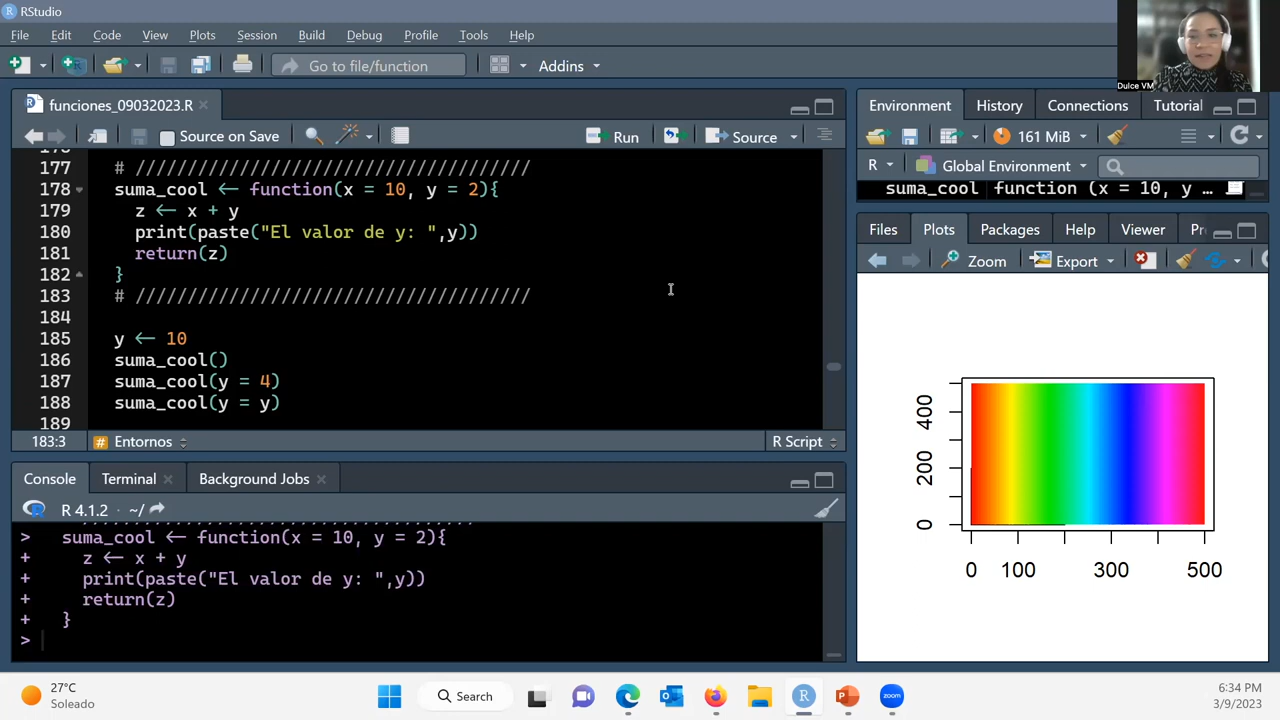 RStudio
File Edit Code View Plots Session Build Debug Profile Tools Help
Go to file/function Addins
Dulce VM
funciones_09032023.R
Source on Save Run Source
177 # //////////////////////////////////////
178 suma_cool <- function(x = 10, y = 2){
179 z <- x + y
180 print(paste("El valor de y: ",y))
181 return(z)
182 }
183 # //////////////////////////////////////
184
185 y <- 10
186 suma_cool()
187 suma_cool(y = 4)
188 suma_cool(y = y)
189
183:3 # Entornos R Script
Console Terminal Background Jobs
R 4.1.2 · ~/
> suma_cool <- function(x = 10, y = 2){
+ z <- x + y
+ print(paste("El valor de y: ",y))
+ return(z)
+ }
>
Environment History Connections Tutorial
161 MiB
R Global Environment
suma_cool function (x = 10, y …
Files Plots Packages Help Viewer
Zoom Export
400
200
0
0 100 300 500
27°C
Soleado
Search
zoom
6:34 PM
3/9/2023